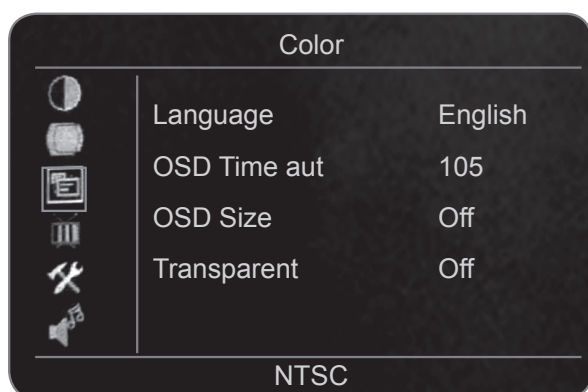 Color
Language English
OSD Time aut 105
OSD Size Off
Transparent Off
NTSC